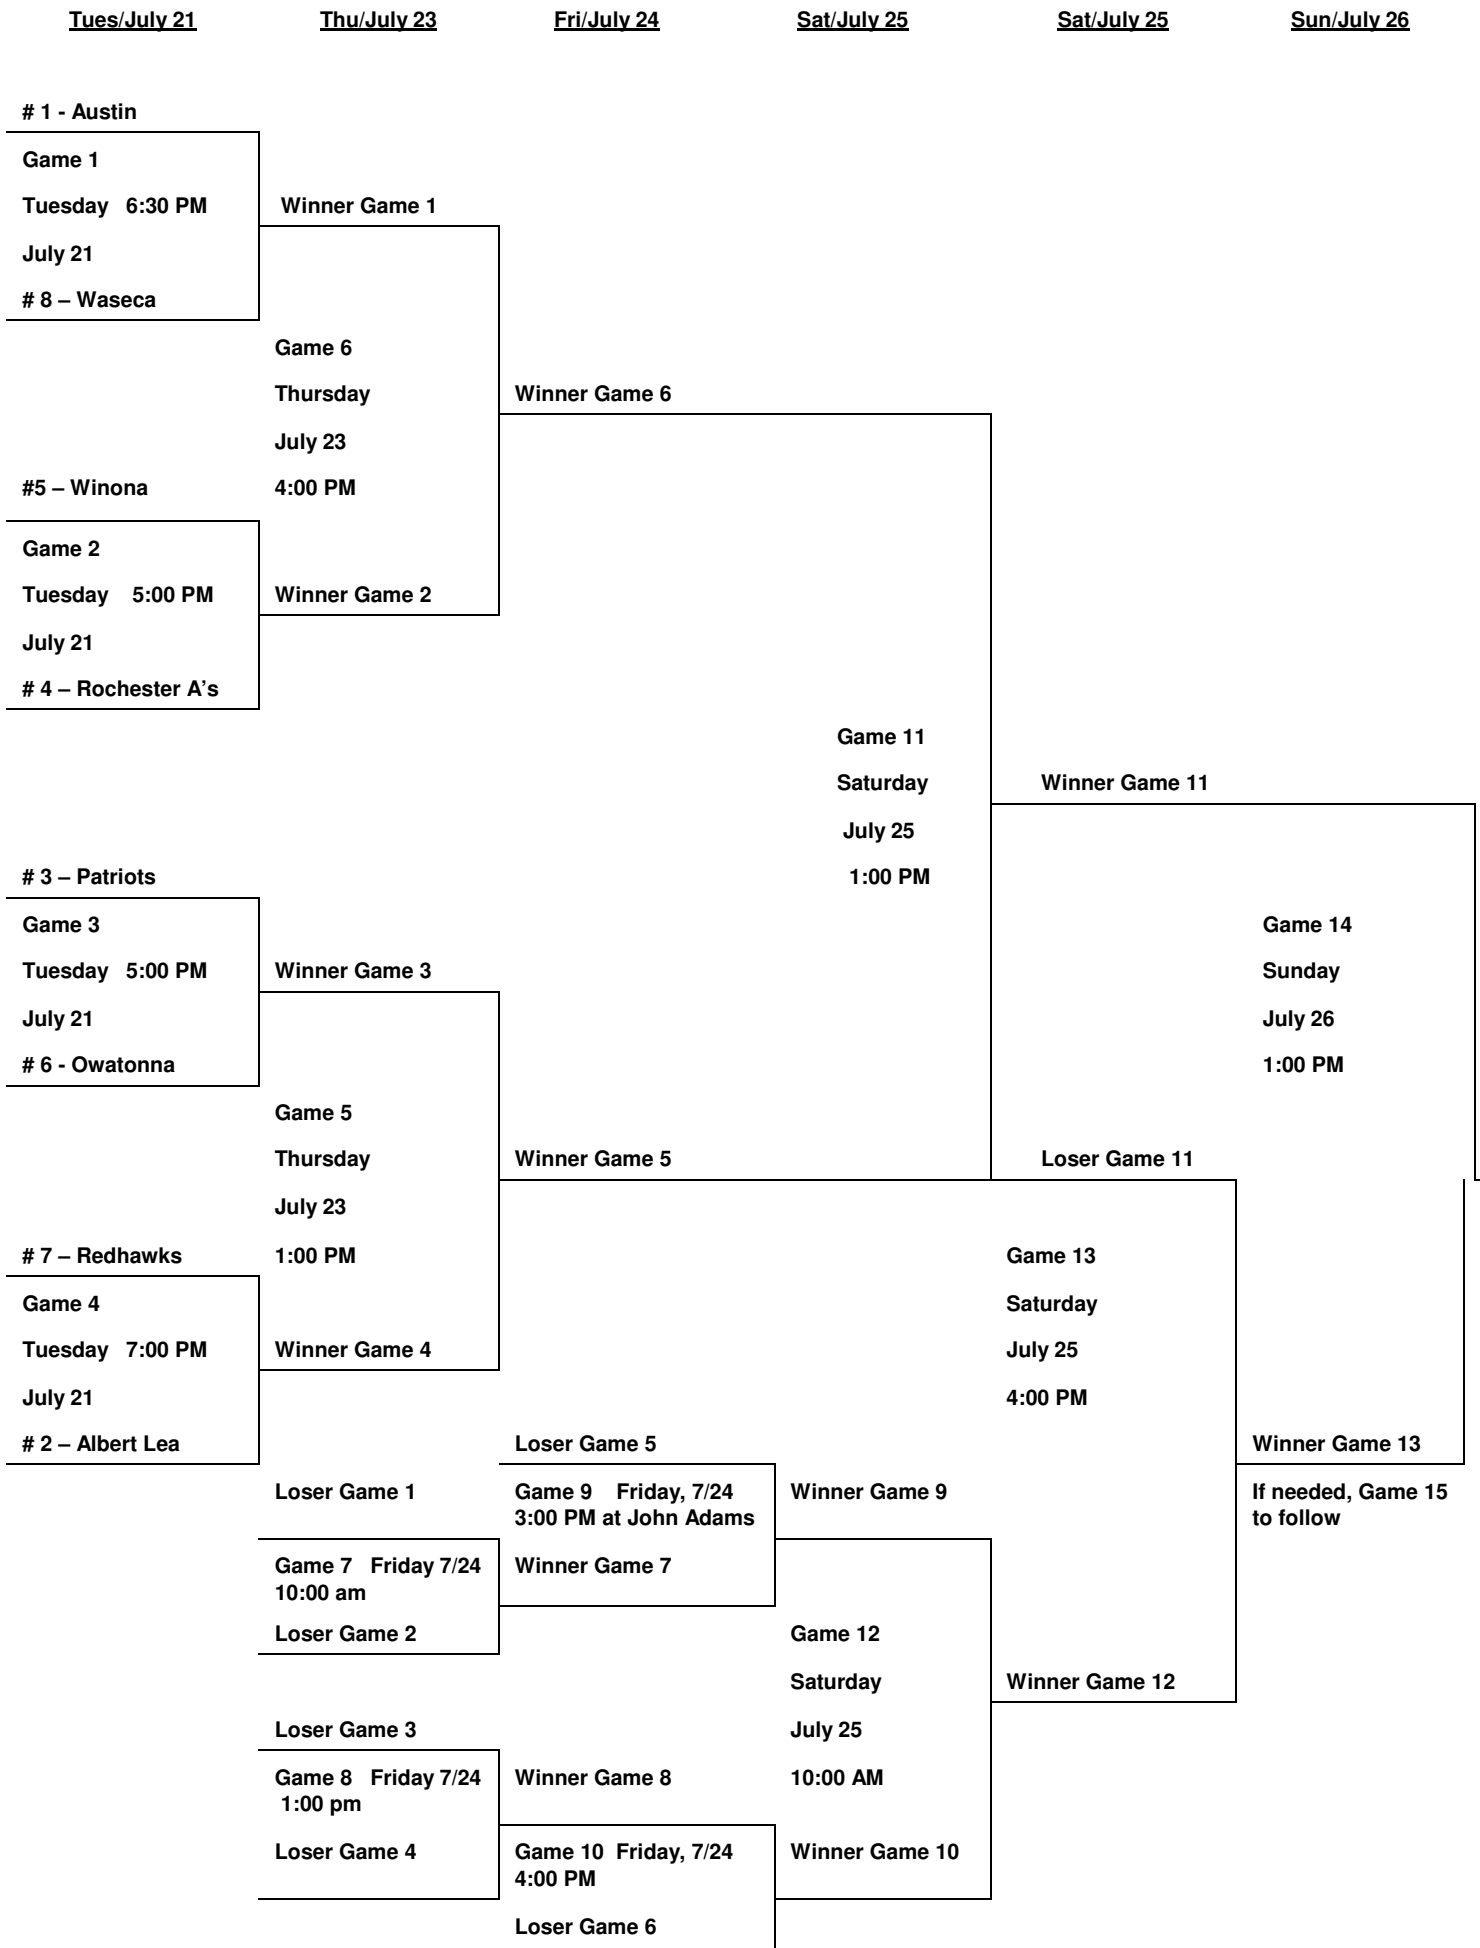 Tues/July 21 Thu/July 23 Fri/July 24 Sat/July 25 Sat/July 25 Sun/July 26
# 1 - Austin
Game 1
Tuesday 6:30 PM Winner Game 1
July 21
# 8 – Waseca
Game 6
Thursday Winner Game 6
July 23
#5 – Winona 4:00 PM
Game 2
Tuesday 5:00 PM Winner Game 2
July 21
# 4 – Rochester A’s
Game 11
Saturday Winner Game 11
July 25
# 3 – Patriots 1:00 PM
Game 3 Game 14
Tuesday 5:00 PM Winner Game 3 Sunday
July 21 July 26
# 6 - Owatonna 1:00 PM
Game 5
Thursday Winner Game 5 Loser Game 11
July 23
# 7 – Redhawks 1:00 PM Game 13
Game 4 Saturday
Tuesday 7:00 PM Winner Game 4 July 25
July 21 4:00 PM
# 2 – Albert Lea Loser Game 5 Winner Game 13
Loser Game 1 Game 9 Friday, 7/24 Winner Game 9 If needed, Game 15
3:00 PM at John Adams to follow
Game 7 Friday 7/24 Winner Game 7
10:00 am
Loser Game 2 Game 12
Saturday Winner Game 12
Loser Game 3 July 25
Game 8 Friday 7/24 Winner Game 8 10:00 AM
1:00 pm
Loser Game 4 Game 10 Friday, 7/24 Winner Game 10
4:00 PM
Loser Game 6